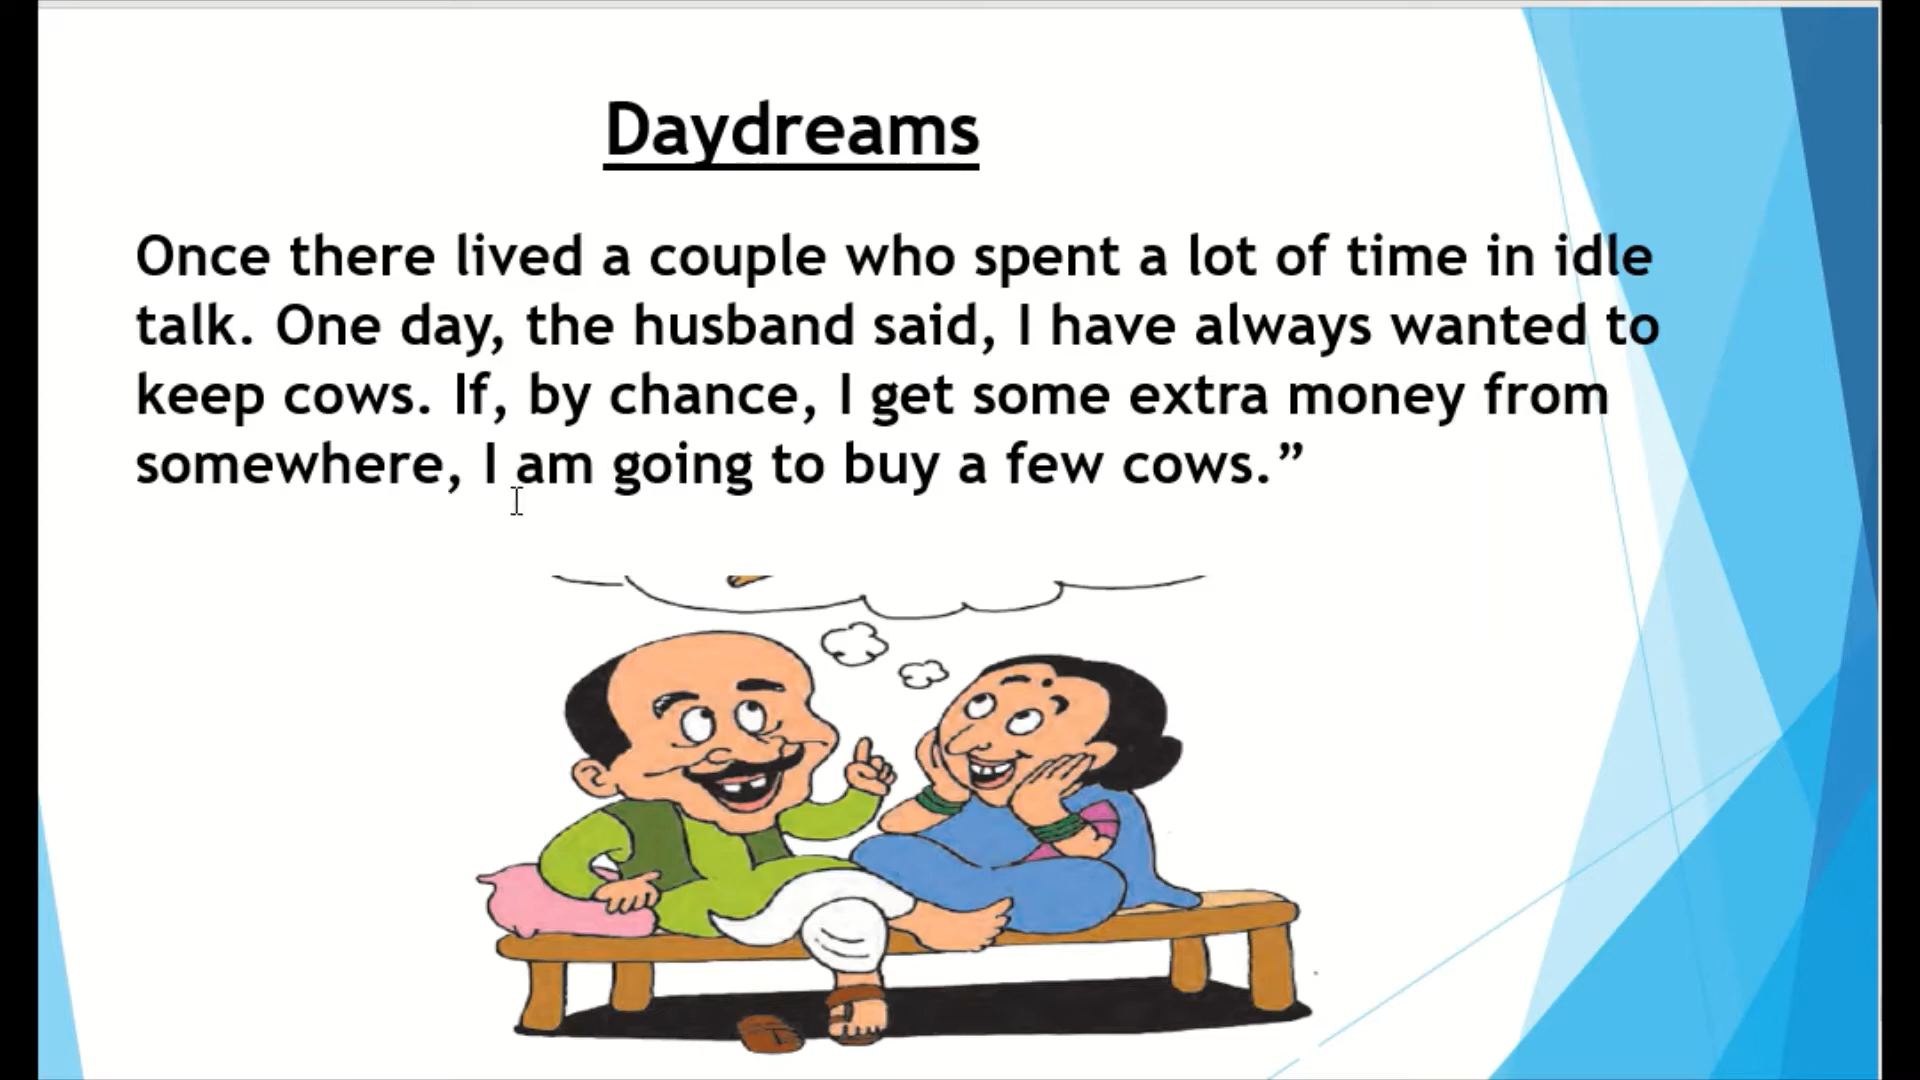 Daydreams
Once there lived a couple who spent a lot of time in idle
talk. One day, the husband said, I have always wanted to
keep cows. If, by chance, I get some extra money from
somewhere, I am going to buy a few cows.”